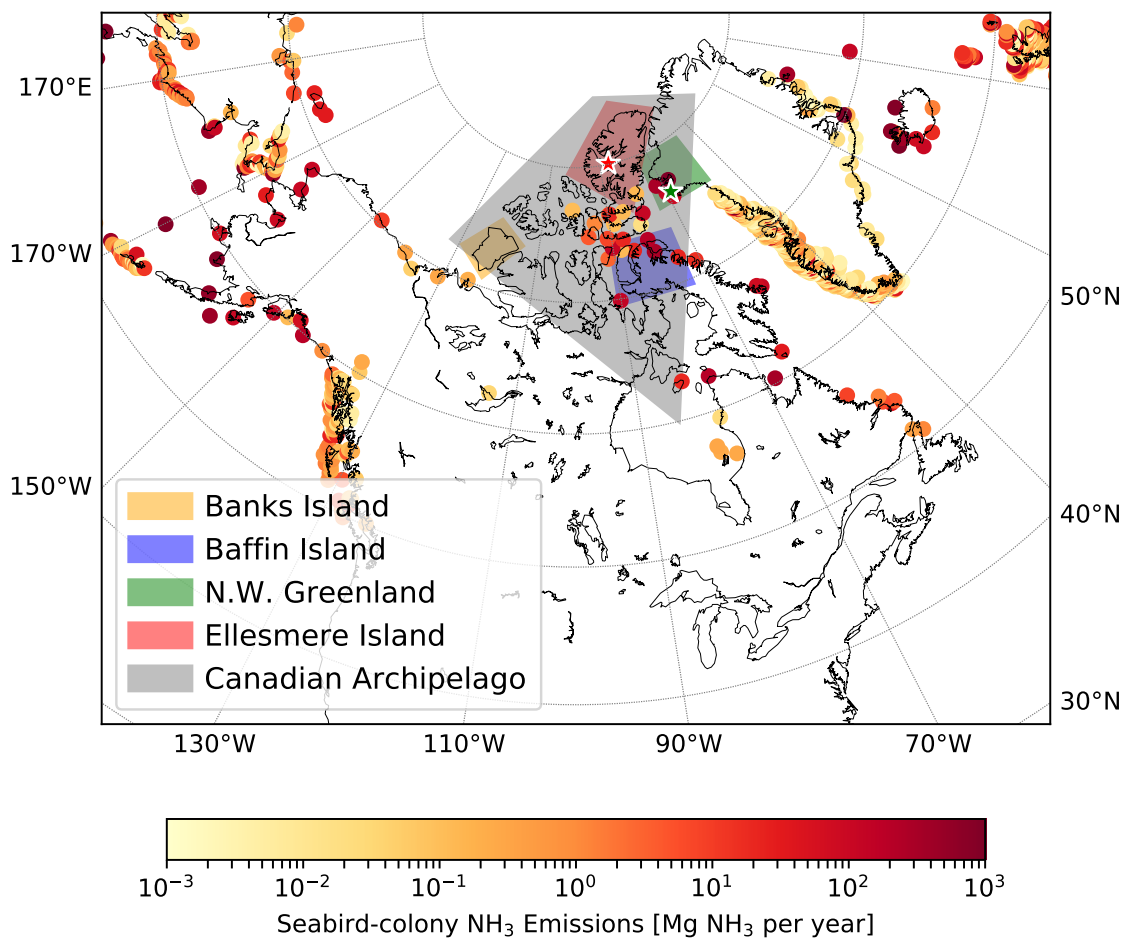 170°E
170°W
150°W
50°N
40°N
30°N
Banks Island
Baffin Island
N.W. Greenland
Ellesmere Island
Canadian Archipelago
130°W 110°W 90°W 70°W
10⁻³ 10⁻² 10⁻¹ 10⁰ 10¹ 10² 10³
Seabird-colony NH₃ Emissions [Mg NH₃ per year]